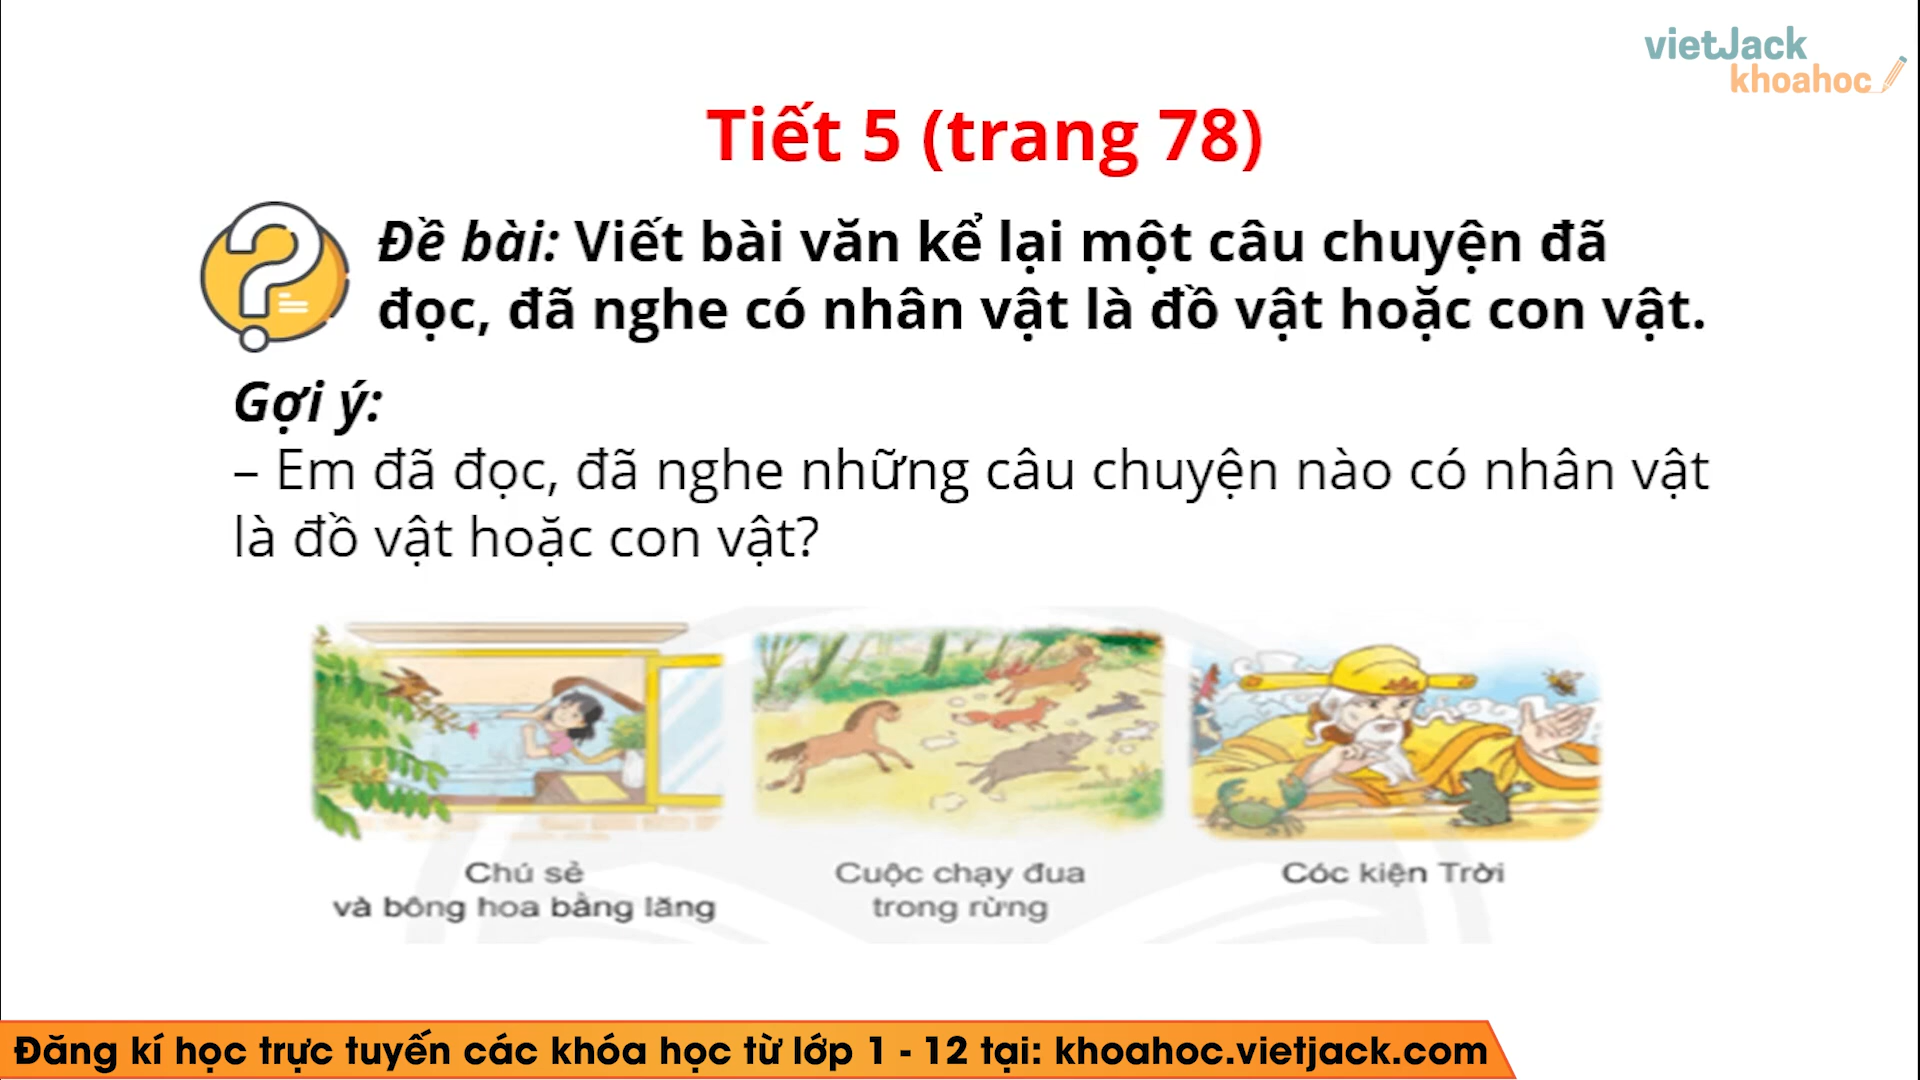 vietJack
khoahoc
Tiết 5 (trang 78)
Đề bài: Viết bài văn kể lại một câu chuyện đã
đọc, đã nghe có nhân vật là đồ vật hoặc con vật.
Gợi ý:
– Em đã đọc, đã nghe những câu chuyện nào có nhân vật
là đồ vật hoặc con vật?
Chú sẻ
và bông hoa bằng lăng
Cuộc chạy đua
trong rừng
Cóc kiện Trời
Đăng kí học trực tuyến các khóa học từ lớp 1 - 12 tại: khoahoc.vietjack.com